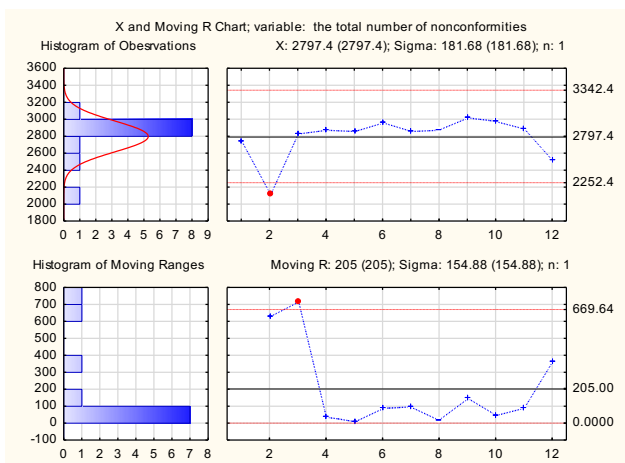 X and Moving R Chart; variable: the total number of nonconformities
Histogram of Obesrvations
X: 2797.4 (2797.4); Sigma: 181.68 (181.68); n: 1
3600
3400
3200
3000
2800
2600
2400
2200
2000
1800
0 1 2 3 4 5 6 7 8 9
2 4 6 8 10 12
3342.4
2797.4
2252.4
Histogram of Moving Ranges
Moving R: 205 (205); Sigma: 154.88 (154.88); n: 1
800
700
600
500
400
300
200
100
0
-100
0 1 2 3 4 5 6 7 8
2 4 6 8 10 12
669.64
205.00
0.0000